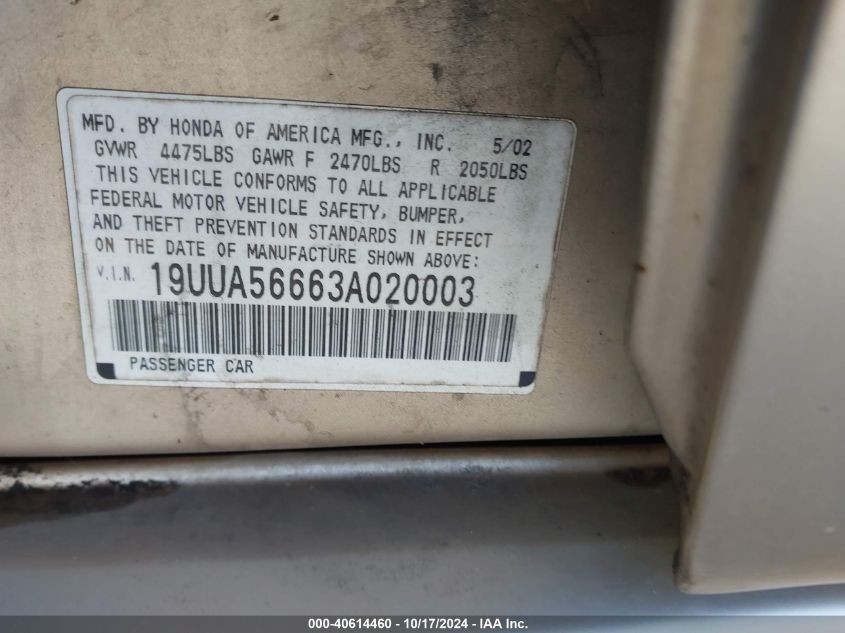 MFD. BY HONDA OF AMERICA MFG., INC. 5/02
GVWR 4475LBS GAWR F 2470LBS R 2050LBS
THIS VEHICLE CONFORMS TO ALL APPLICABLE
FEDERAL MOTOR VEHICLE SAFETY, BUMPER,
AND THEFT PREVENTION STANDARDS IN EFFECT
ON THE DATE OF MANUFACTURE SHOWN ABOVE:
V.I.N. 19UUA56663A020003
PASSENGER CAR
000-40614460 - 10/17/2024 - IAA Inc.